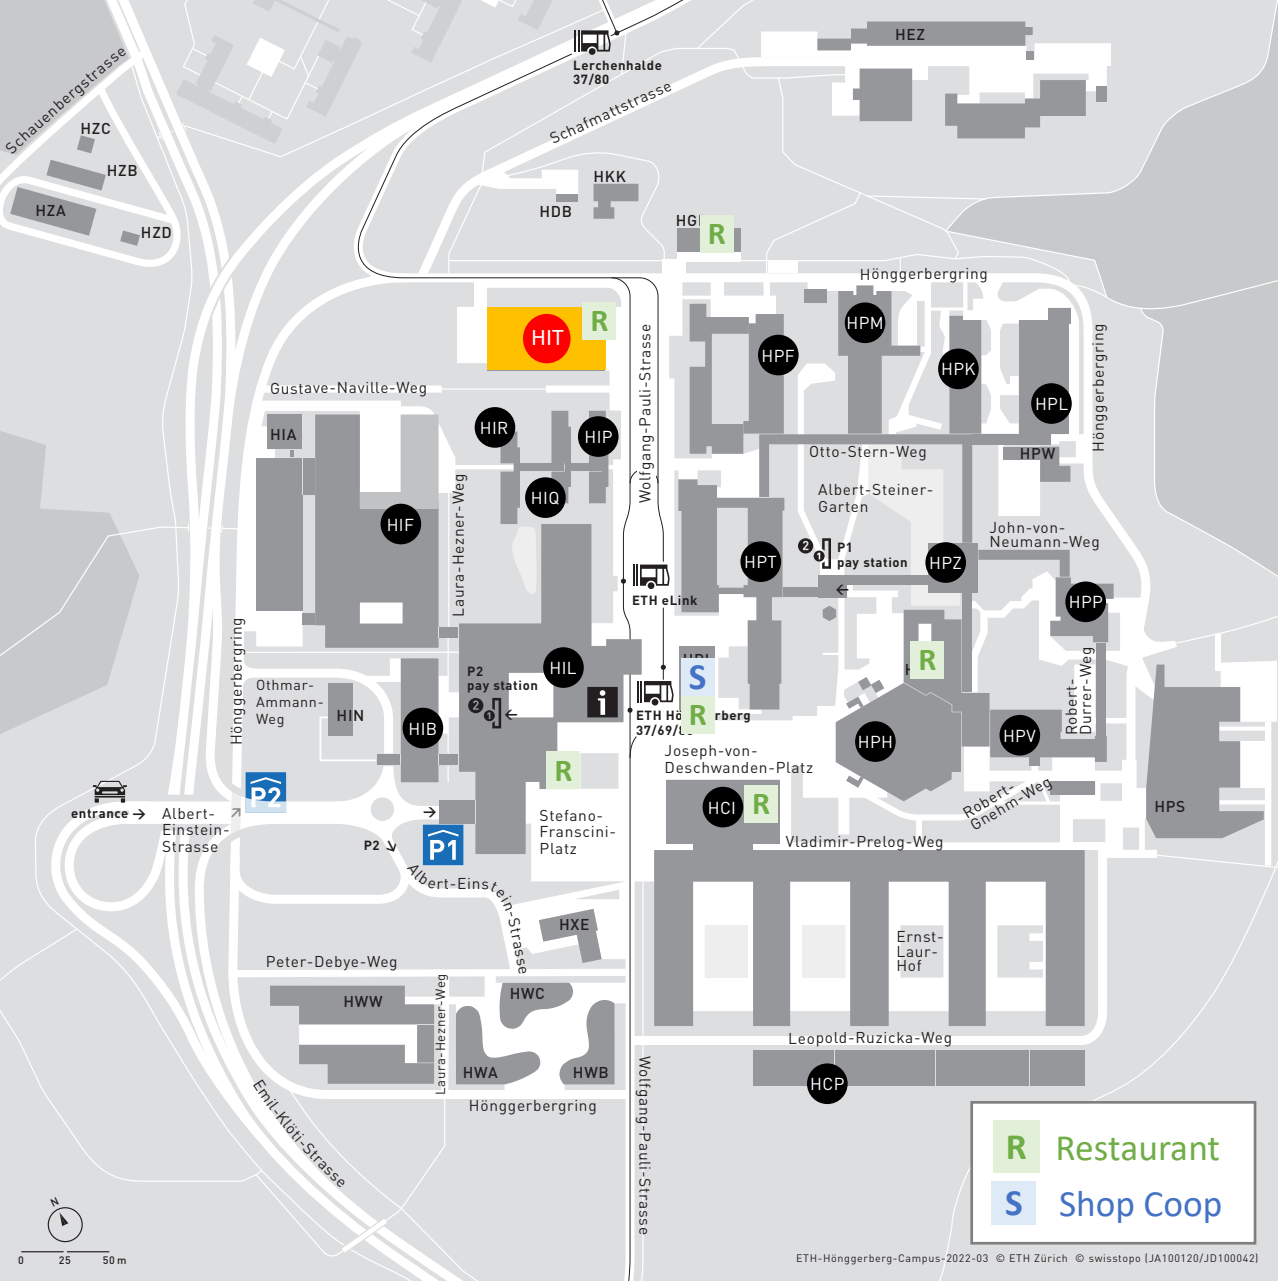 HEZ
Lerchenhalde
37/80
Schauenbergstrasse
Schafmattstrasse
HZC
HZB
HZA
HZD
HKK
HDB
R
Hönggerbergring
HIT
R
HPM
HPF
HPK
HPL
Wolfgang-Pauli-Strasse
Hönggerbergring
Gustave-Naville-Weg
HIA
HIR
HIP
HIQ
HIF
Laura-Hezner-Weg
Otto-Stern-Weg
HPW
Albert-Steiner-
Garten
John-von-
Neumann-Weg
2
1
P1
pay station
HPT
HPZ
HPP
ETH eLink
Hönggerbergring
HIL
P2
pay station
2
1
i
S
R
R
Othmar-
Ammann-
Weg
HIN
HIB
37/69/
HPH
HPV
Robert-
Durrer-Weg
Joseph-von-
Deschwanden-Platz
R
HCI
R
Robert-
Gnehm-Weg
HPS
P2
entrance
Albert-
Einstein-
Strasse
P2
P1
Stefano-
Franscini-
Platz
Vladimir-Prelog-Weg
Albert-Einstein-Strasse
HXE
Ernst-
Laur-
Hof
Peter-Debye-Weg
HWW
HWC
Laura-Hezner-Weg
HWA
HWB
Leopold-Ruzicka-Weg
HCP
Hönggerbergring
Emil-Klöti-Strasse
Wolfgang-Pauli-Strasse
R Restaurant
S Shop Coop
N
0 25 50 m
ETH-Hönggerberg-Campus-2022-03 © ETH Zürich © swisstopo (JA100120/JD100042)